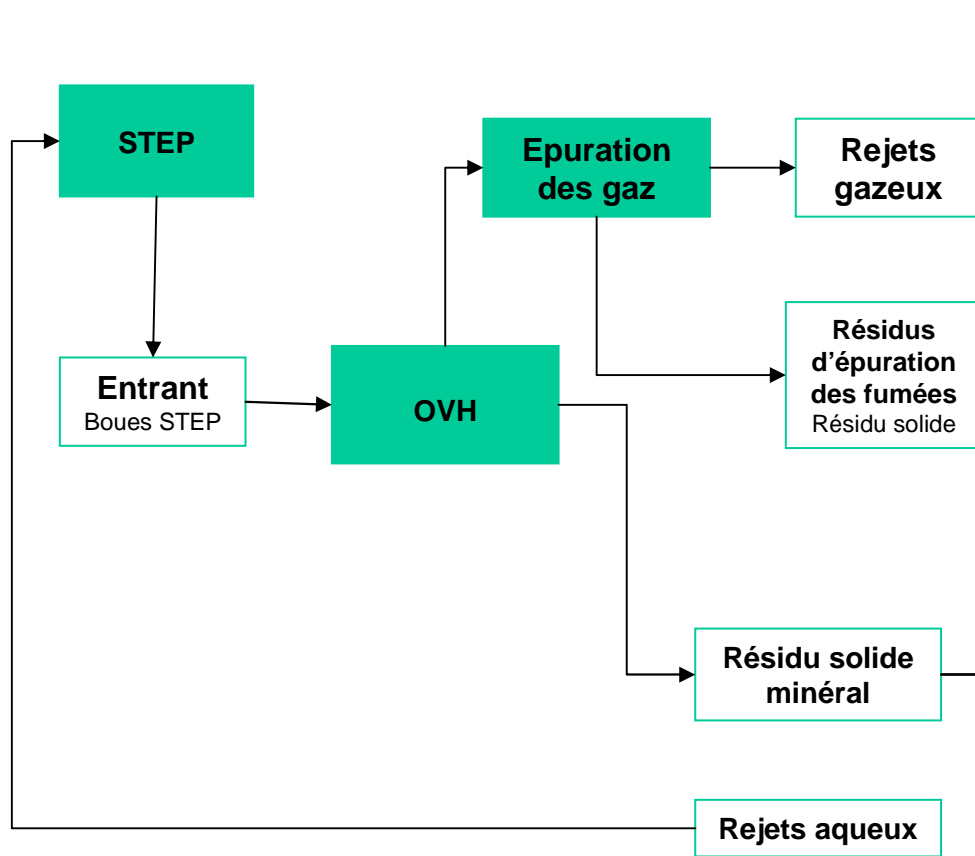 STEP
Epuration
des gaz
Rejets
gazeux
Entrant
Boues STEP
OVH
Résidus
d’épuration
des fumées
Résidu solide
Résidu solide
minéral
Rejets aqueux